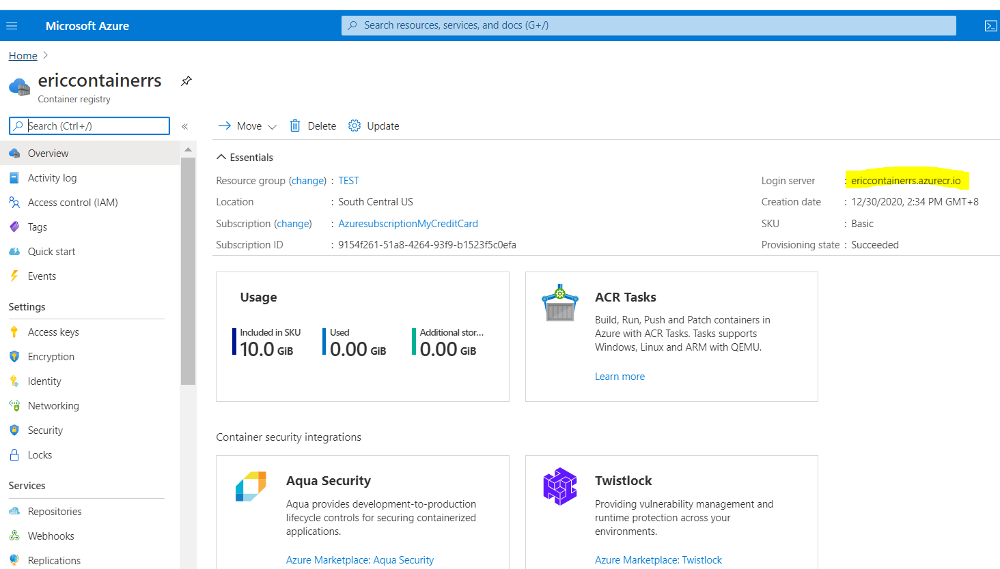 Microsoft Azure
Search resources, services, and docs (G+/)
Home
ericcontainerrs
Container registry
Search (Ctrl+/)
«
Move
Delete
Update
Overview
Activity log
Access control (IAM)
Tags
Quick start
Events
Settings
Access keys
Encryption
Identity
Networking
Security
Locks
Services
Repositories
Webhooks
Replications
Essentials
Resource group (change) : TEST
Location : South Central US
Subscription (change) : AzuresubscriptionMyCreditCard
Subscription ID : 9154f261-51a8-4264-93f9-b1523f5c0efa
Login server : ericcontainerrs.azurecr.io
Creation date : 12/30/2020, 2:34 PM GMT+8
SKU : Basic
Provisioning state : Succeeded
Usage
Included in SKU
10.0 GiB
Used
0.00 GiB
Additional stor...
0.00 GiB
ACR Tasks
Build, Run, Push and Patch containers in
Azure with ACR Tasks. Tasks supports
Windows, Linux and ARM with QEMU.
Learn more
Container security integrations
Aqua Security
Aqua provides development-to-production
lifecycle controls for securing containerized
applications.
Azure Marketplace: Aqua Security
Twistlock
Providing vulnerability management and
runtime protection across your
environments.
Azure Marketplace: Twistlock